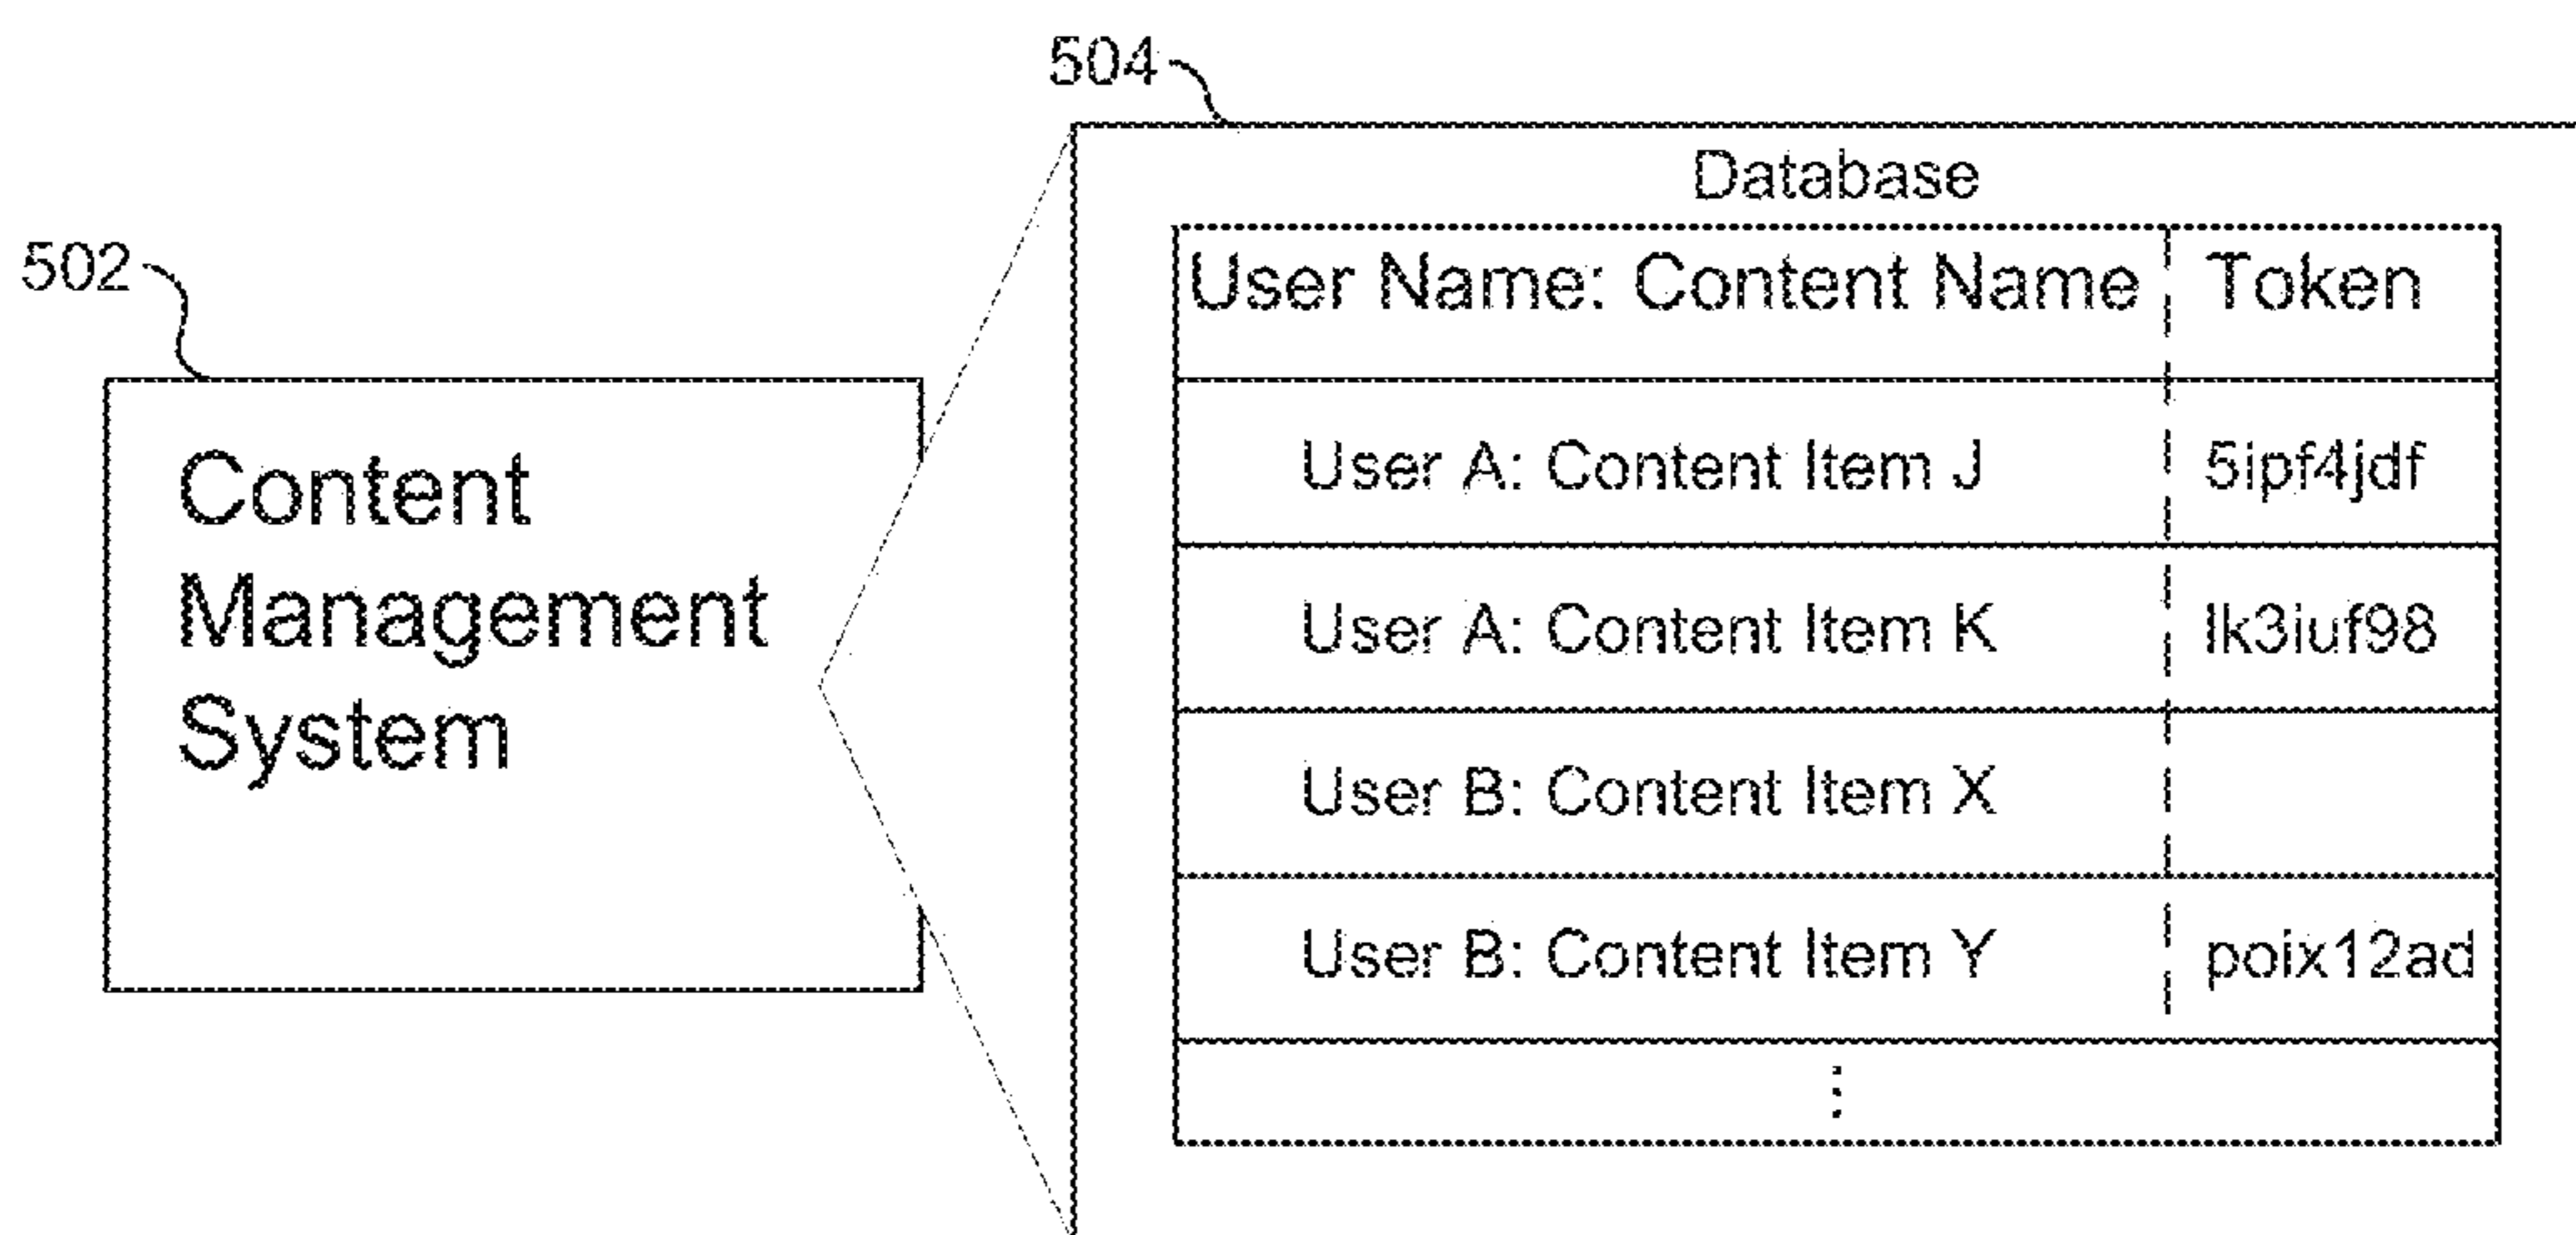 504
Database
502
User Name: Content Name Token
Content
Management
System
User A: Content Item J 5ipf4jdf
User A: Content Item K lk3iuf98
User B: Content Item X
User B: Content Item Y poix12ad
⋮